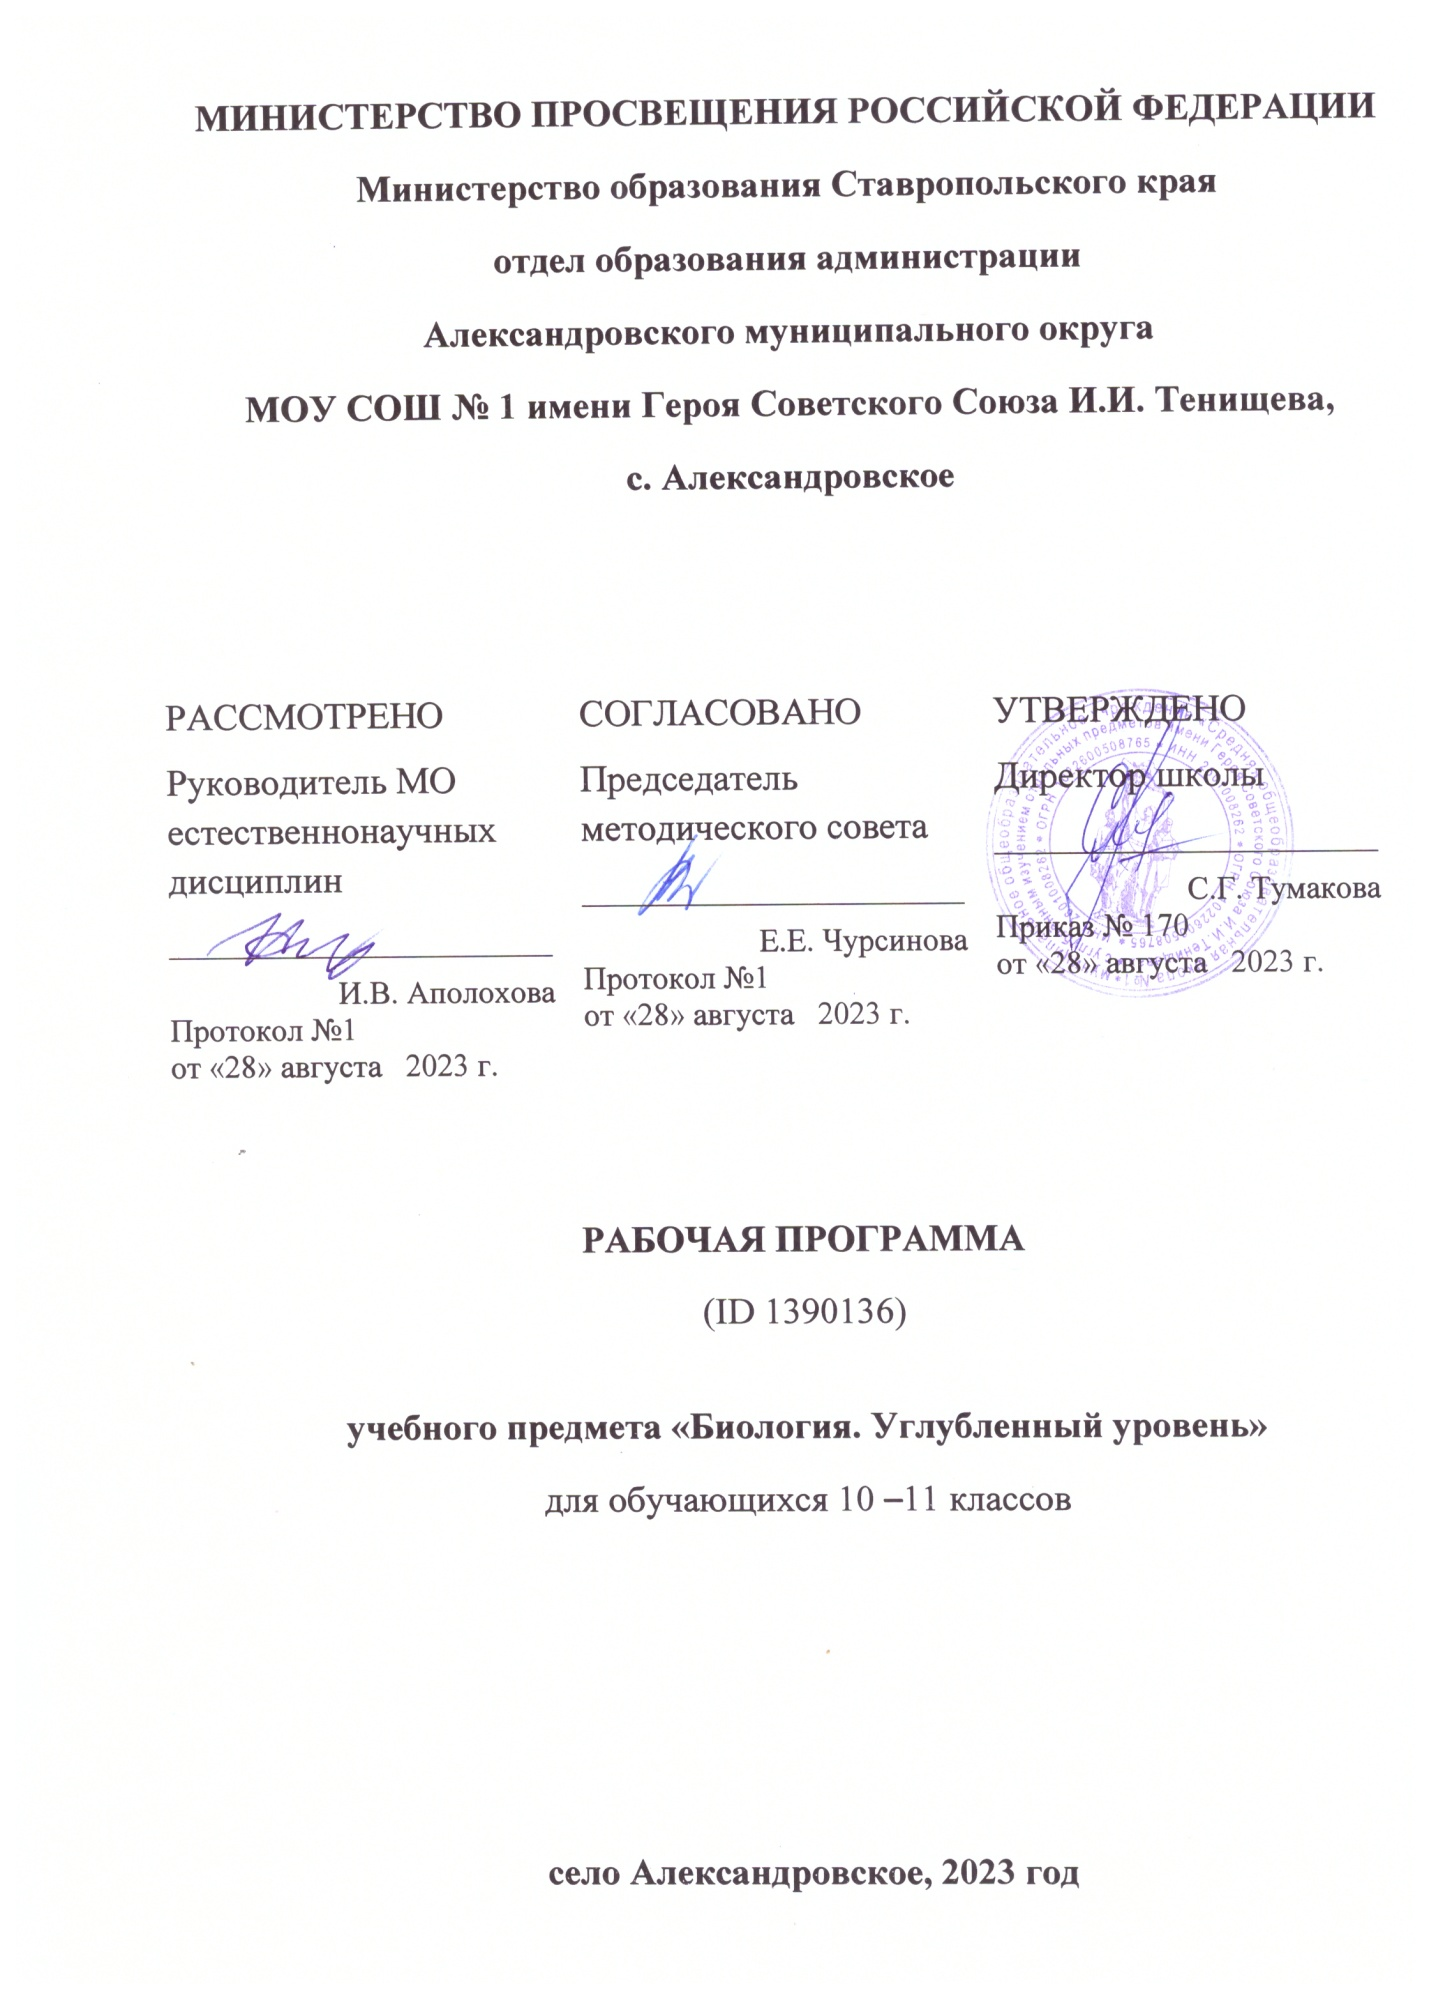 МИНИСТЕРСТВО ПРОСВЕЩЕНИЯ РОССИЙСКОЙ ФЕДЕРАЦИИ
Министерство образования Ставропольского края
отдел образования администрации
Александровского муниципального округа
МОУ СОШ № 1 имени Героя Советского Союза И.И. Тенищева,
с. Александровское
РАССМОТРЕНО
Руководитель МО
естественнонаучных
дисциплин
И.В. Аполохова
Протокол №1
от «28» августа 2023 г.
СОГЛАСОВАНО
Председатель
методического совета
Е.Е. Чурсинова
Протокол №1
от «28» августа 2023 г.
УТВЕРЖДЕНО
Директор школы
С.Г. Тумакова
Приказ № 170
от «28» августа 2023 г.
РАБОЧАЯ ПРОГРАММА
(ID 1390136)
учебного предмета «Биология. Углубленный уровень»
для обучающихся 10 –11 классов
село Александровское, 2023 год